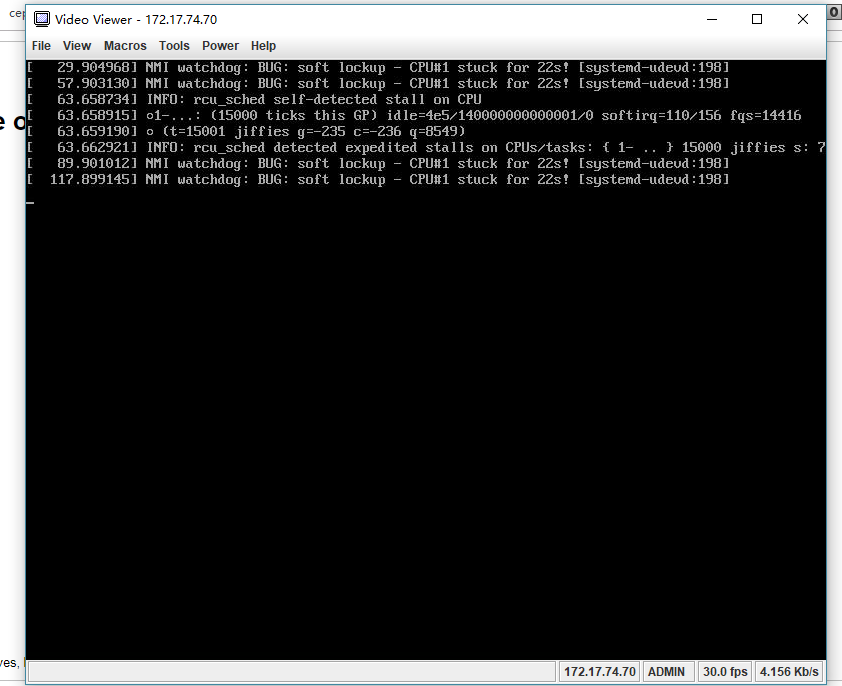 cep
Video Viewer - 172.17.74.70
0
File View Macros Tools Power Help
[   29.904968] NMI watchdog: BUG: soft lockup - CPU#1 stuck for 22s! [systemd-udevd:198]
[   57.903130] NMI watchdog: BUG: soft lockup - CPU#1 stuck for 22s! [systemd-udevd:198]
[   63.658734] INFO: rcu_sched self-detected stall on CPU
[   63.658915] o1-...: (15000 ticks this GP) idle=4e5/140000000000001/0 softirq=110/156 fqs=14416
[   63.659190] o (t=15001 jiffies g=-235 c=-236 q=8549)
[   63.662921] INFO: rcu_sched detected expedited stalls on CPUs/tasks: { 1- .. } 15000 jiffies s: 7
[   89.901012] NMI watchdog: BUG: soft lockup - CPU#1 stuck for 22s! [systemd-udevd:198]
[  117.899145] NMI watchdog: BUG: soft lockup - CPU#1 stuck for 22s! [systemd-udevd:198]
e o
ves,
172.17.74.70 ADMIN 30.0 fps 4.156 Kb/s